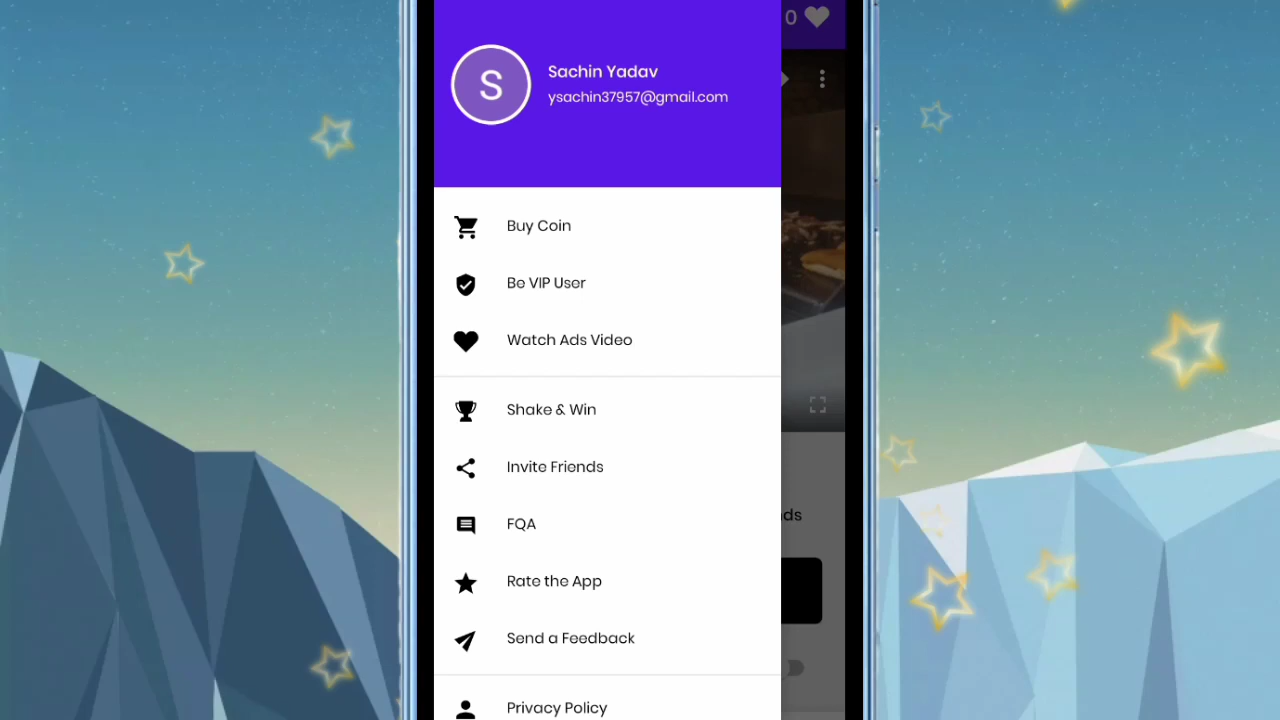 0
S
Sachin Yadav
ysachin37957@gmail.com
Buy Coin
Be VIP User
Watch Ads Video
Shake & Win
Invite Friends
nds
FQA
Rate the App
Send a Feedback
Privacy Policy